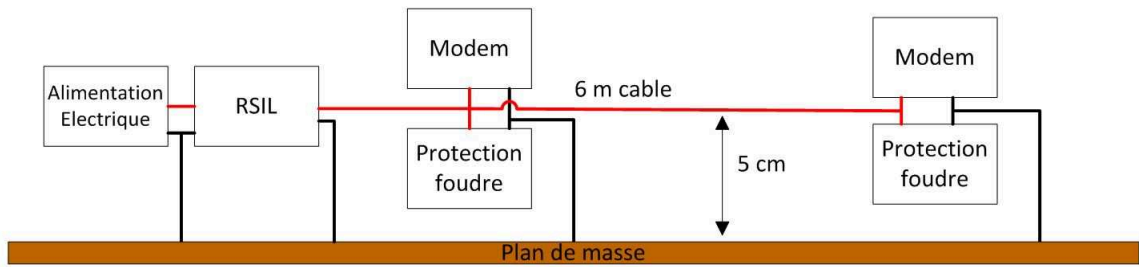 Alimentation
Electrique
RSIL
Modem
Protection
foudre
6 m cable
5 cm
Modem
Protection
foudre
Plan de masse